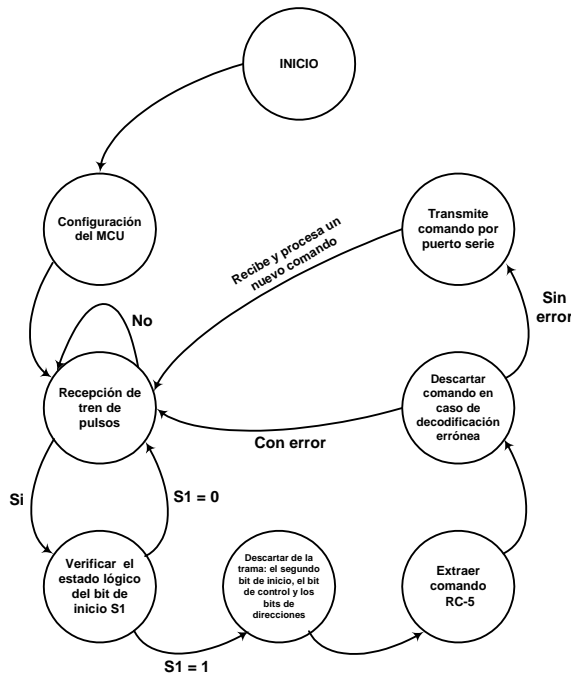 INICIO
Configuración
del MCU
Transmite
comando por
puerto serie
Recibe y procesa un
nuevo comando
No
Sin
error
Recepción de
tren de
pulsos
Descartar
comando en
caso de
decodificación
errónea
Con error
Si
S1 = 0
Verificar el
estado lógico
del bit de
inicio S1
Descartar de la
trama: el segundo
bit de inicio, el bit
de control y los
bits de
direcciones
Extraer
comando
RC-5
S1 = 1